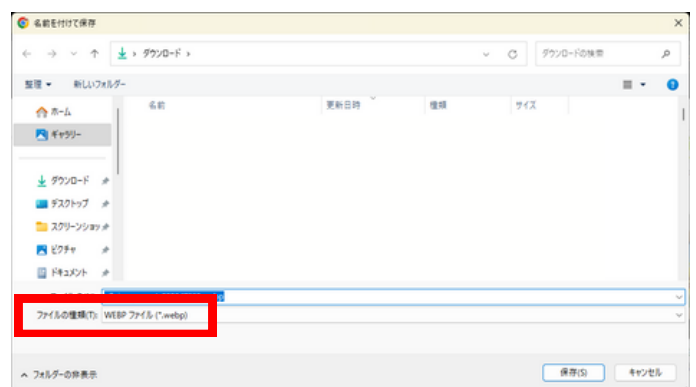 名前を付けて保存
ダウンロード
ダウンロードの検索
整理 新しいフォルダー
名前 更新日時 種類 サイズ
ホーム
ギャラリー
ダウンロード
デスクトップ
スクリーンショッ
ピクチャ
ドキュメント
ファイルの種類(T): WEBP ファイル (*.webp)
フォルダーの非表示
保存(S) キャンセル